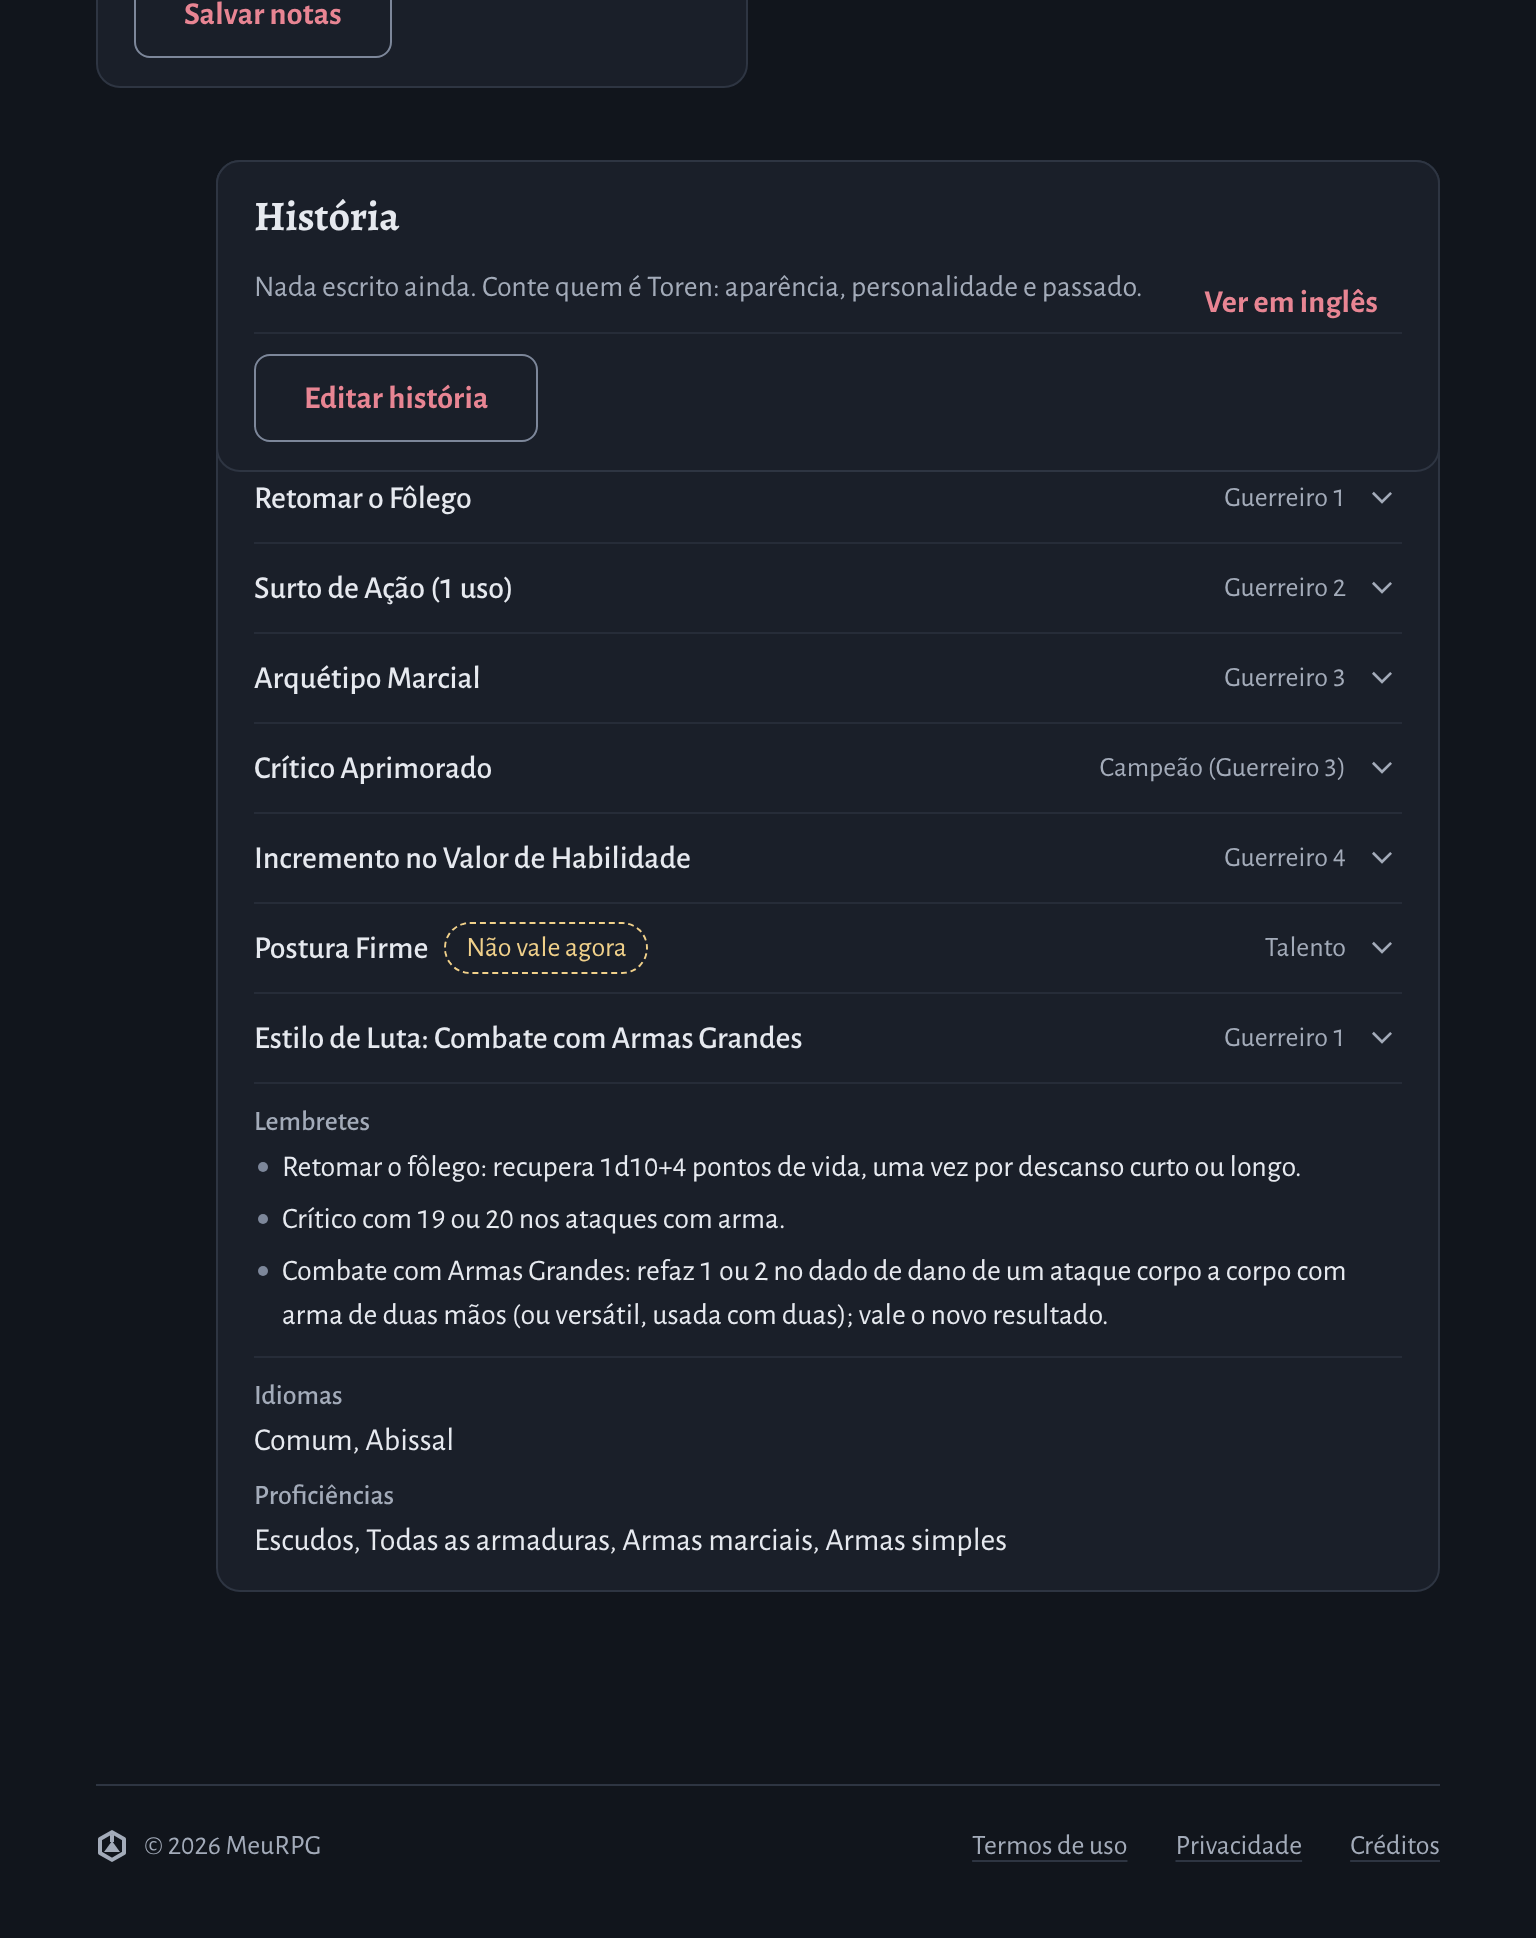 Salvar notas
História
Nada escrito ainda. Conte quem é Toren: aparência, personalidade e passado.
Ver em inglês
Editar história
Retomar o Fôlego
Guerreiro 1
Surto de Ação (1 uso)
Guerreiro 2
Arquétipo Marcial
Guerreiro 3
Crítico Aprimorado
Campeão (Guerreiro 3)
Incremento no Valor de Habilidade
Guerreiro 4
Postura Firme
Não vale agora
Talento
Estilo de Luta: Combate com Armas Grandes
Guerreiro 1
Lembretes
Retomar o fôlego: recupera 1d10+4 pontos de vida, uma vez por descanso curto ou longo.
Crítico com 19 ou 20 nos ataques com arma.
Combate com Armas Grandes: refaz 1 ou 2 no dado de dano de um ataque corpo a corpo com
arma de duas mãos (ou versátil, usada com duas); vale o novo resultado.
Idiomas
Comum, Abissal
Proficiências
Escudos, Todas as armaduras, Armas marciais, Armas simples
© 2026 MeuRPG
Termos de uso
Privacidade
Créditos